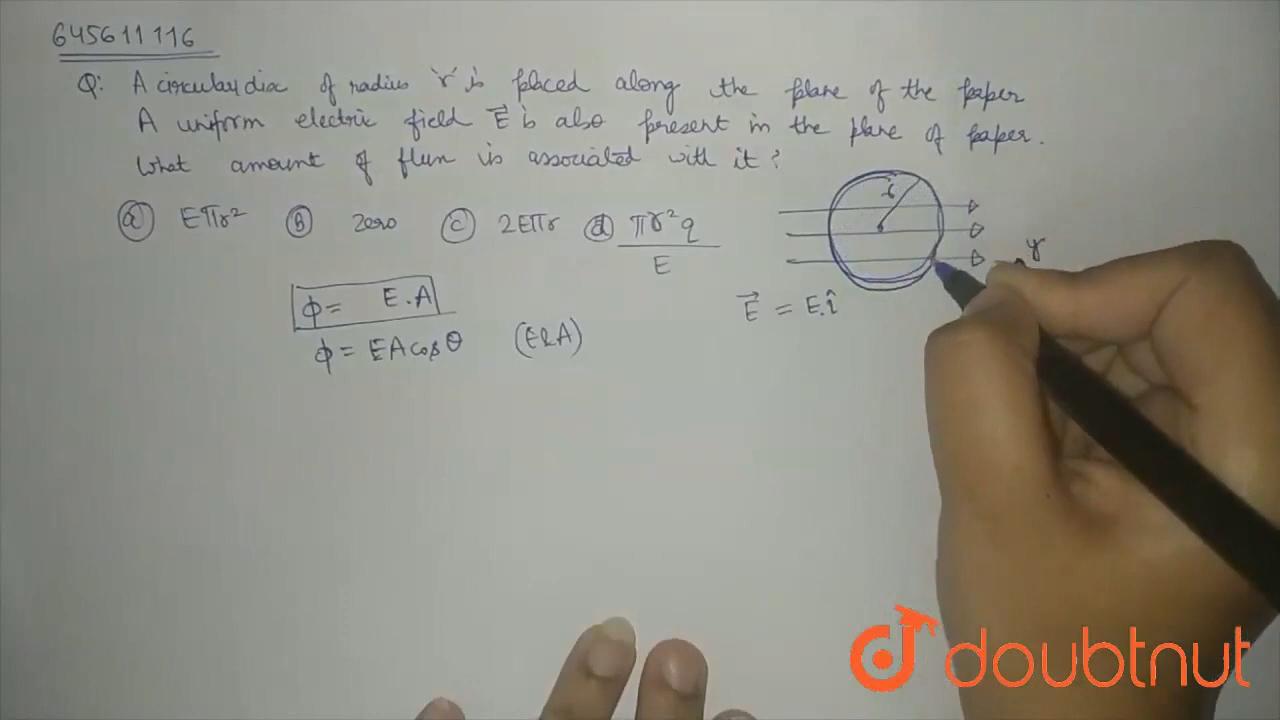 645611116
Q: A circular disc of radius 'r' is placed along the plane of the paper
A uniform electric field E⃗ is also present in the plane of paper.
What amount of flux is associated with it ?
(a) Eπr² (B) Zero (c) 2Eπr (d) πr²q/E
r
ϕ = E.A
ϕ = EA cosθ (E&A)
E⃗ = E.î
doubtnut